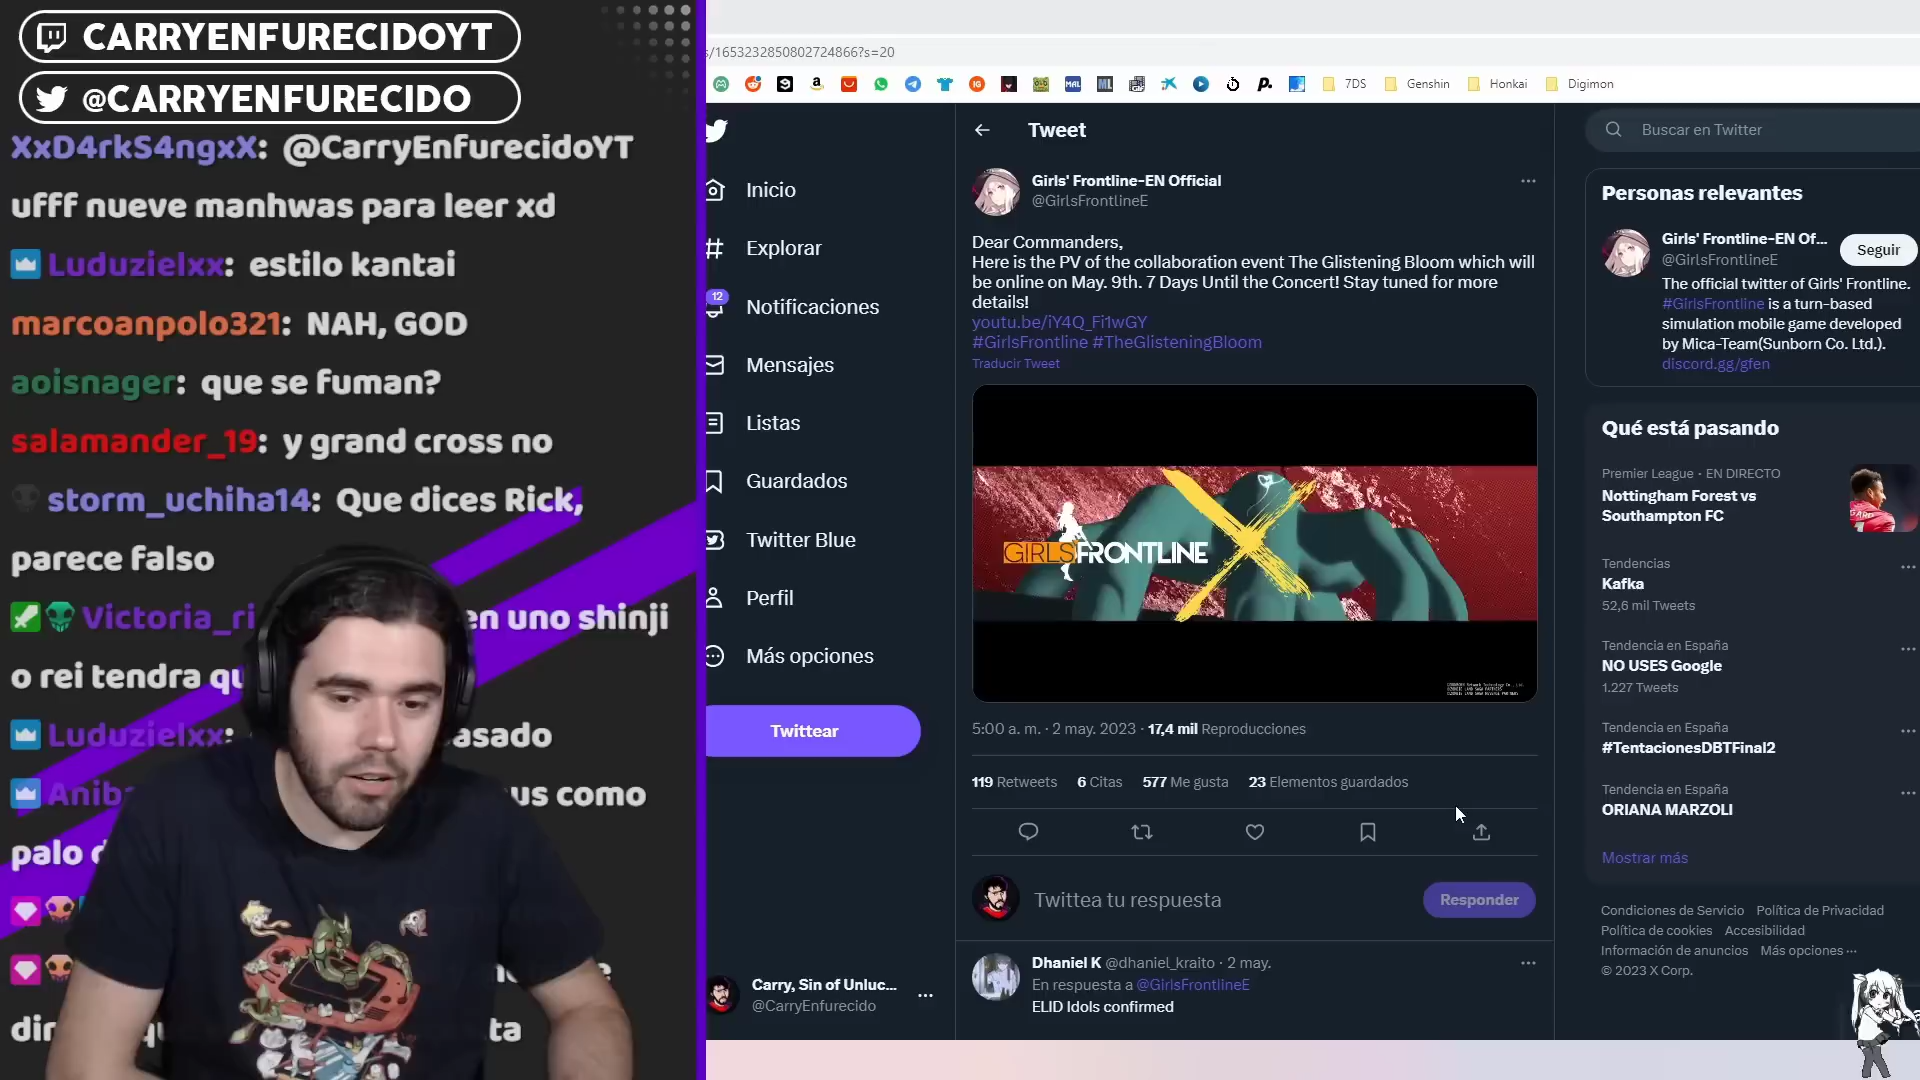 CARRYENFURECIDOYT
@CARRYENFURECIDO
XxD4rkS4ngxX: @CarryEnfurecidoYT
ufff nueve manhwas para leer xd
Luduzielxx: estilo kantai
marcoanpolo321: NAH, GOD
aoisnager: que se fuman?
salamander_19: y grand cross no
storm_uchiha14: Que dices Rick,
parece falso
Victoria_ri en uno shinji
o rei tendra qu
Luduzielxx: asado
Aniba us como
palo d
s/1653232850802724866?s=20
7DS
Genshin
Honkai
Digimon
Inicio
Explorar
12
Notificaciones
Mensajes
Listas
Guardados
Twitter Blue
Perfil
Más opciones
Twittear
Carry, Sin of Unluc...
@CarryEnfurecido
Tweet
Girls' Frontline-EN Official
@GirlsFrontlineE
Dear Commanders,
Here is the PV of the collaboration event The Glistening Bloom which will
be online on May. 9th. 7 Days Until the Concert! Stay tuned for more
details!
youtu.be/iY4Q_Fi1wGY
#GirlsFrontline #TheGlisteningBloom
Traducir Tweet
GIRLS FRONTLINE
5:00 a. m. · 2 may. 2023 · 17,4 mil Reproducciones
119 Retweets 6 Citas 577 Me gusta 23 Elementos guardados
Twittea tu respuesta
Responder
Dhaniel K @dhaniel_kraito · 2 may.
En respuesta a @GirlsFrontlineE
ELID Idols confirmed
Buscar en Twitter
Personas relevantes
Girls' Frontline-EN Of...
@GirlsFrontlineE
Seguir
The official twitter of Girls' Frontline.
#GirlsFrontline is a turn-based
simulation mobile game developed
by Mica-Team(Sunborn Co. Ltd.).
discord.gg/gfen
Qué está pasando
Premier League · EN DIRECTO
Nottingham Forest vs
Southampton FC
Tendencias
Kafka
52,6 mil Tweets
Tendencia en España
NO USES Google
1.227 Tweets
Tendencia en España
#TentacionesDBTFinal2
Tendencia en España
ORIANA MARZOLI
Mostrar más
Condiciones de Servicio Política de Privacidad
Política de cookies Accesibilidad
Información de anuncios Más opciones ···
© 2023 X Corp.